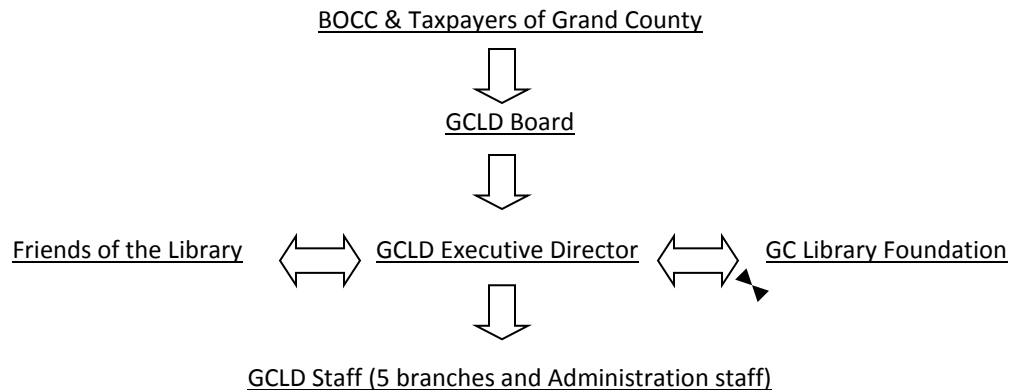 BOCC & Taxpayers of Grand County
GCLD Board
Friends of the Library GCLD Executive Director GC Library Foundation
GCLD Staff (5 branches and Administration staff)